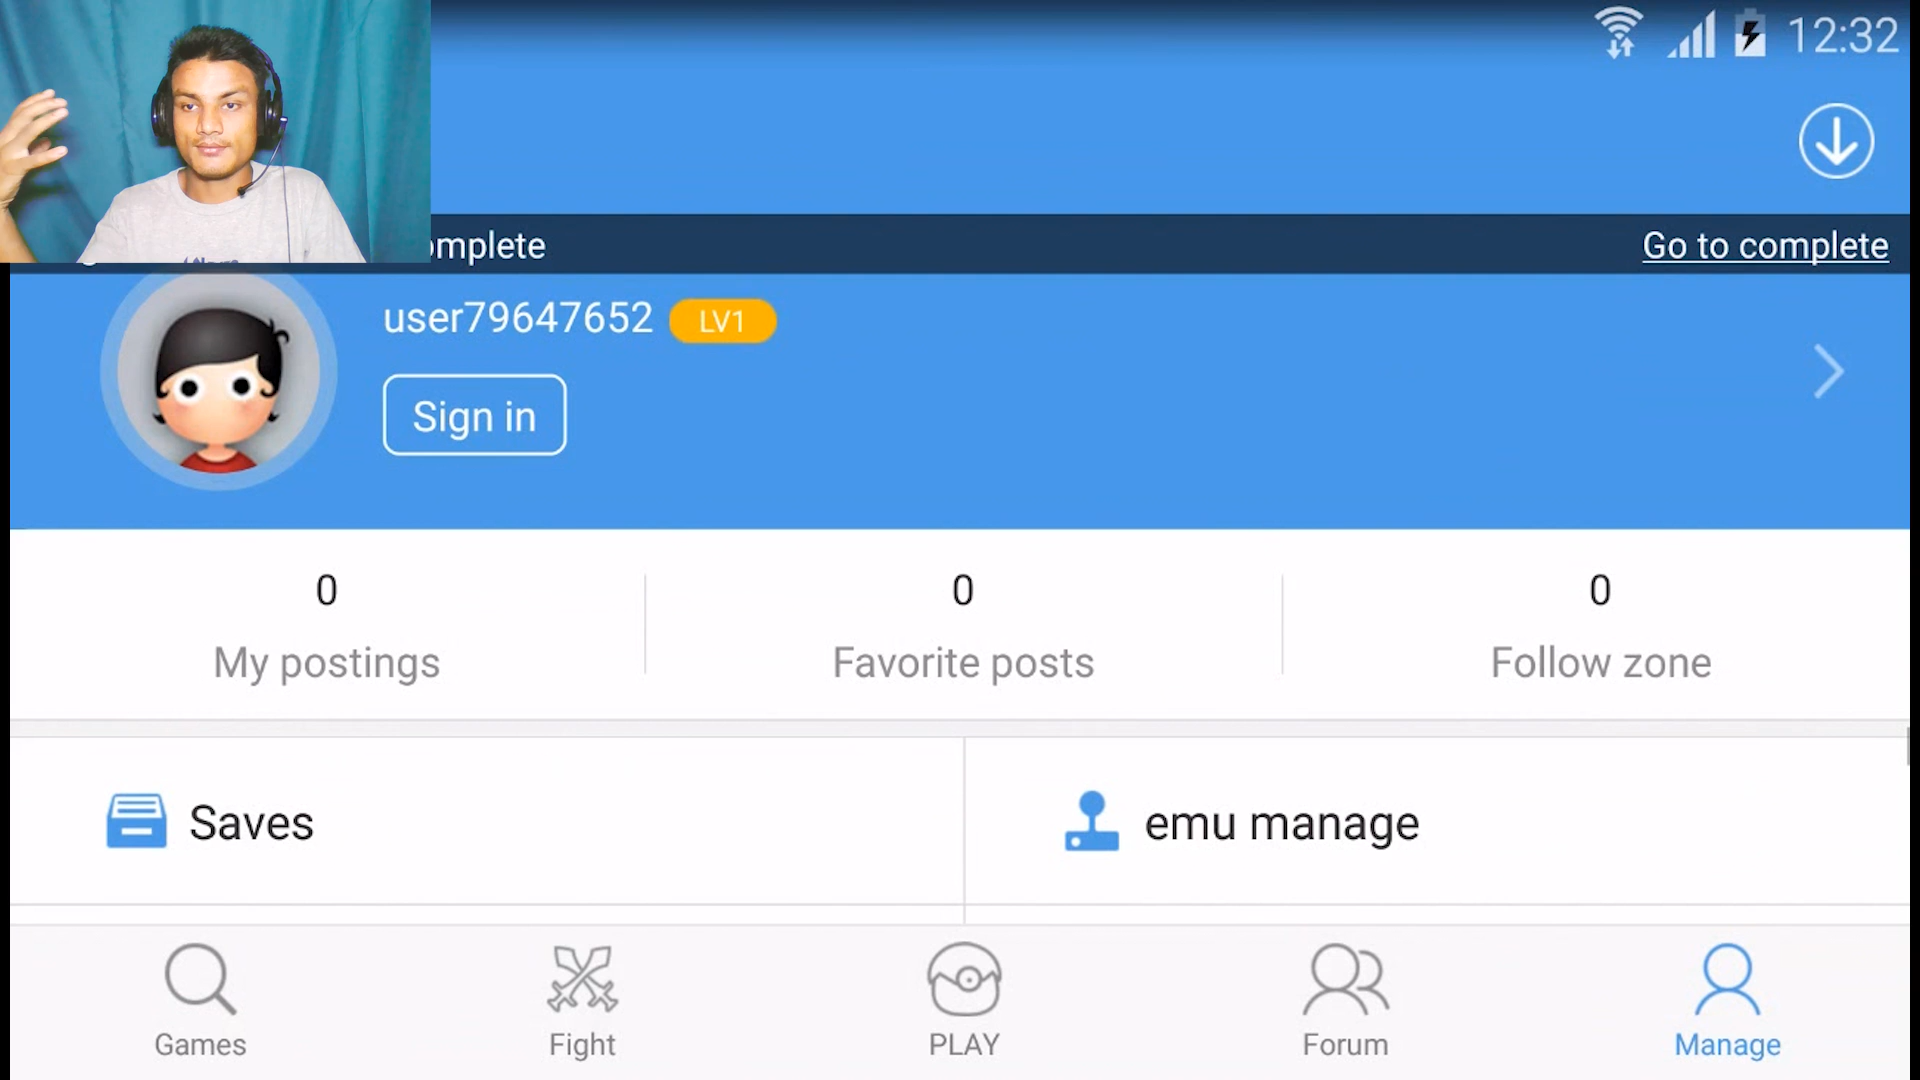 12:32
omplete
Go to complete
user79647652 LV1
Sign in
0
My postings
0
Favorite posts
0
Follow zone
Saves
emu manage
Games
Fight
PLAY
Forum
Manage